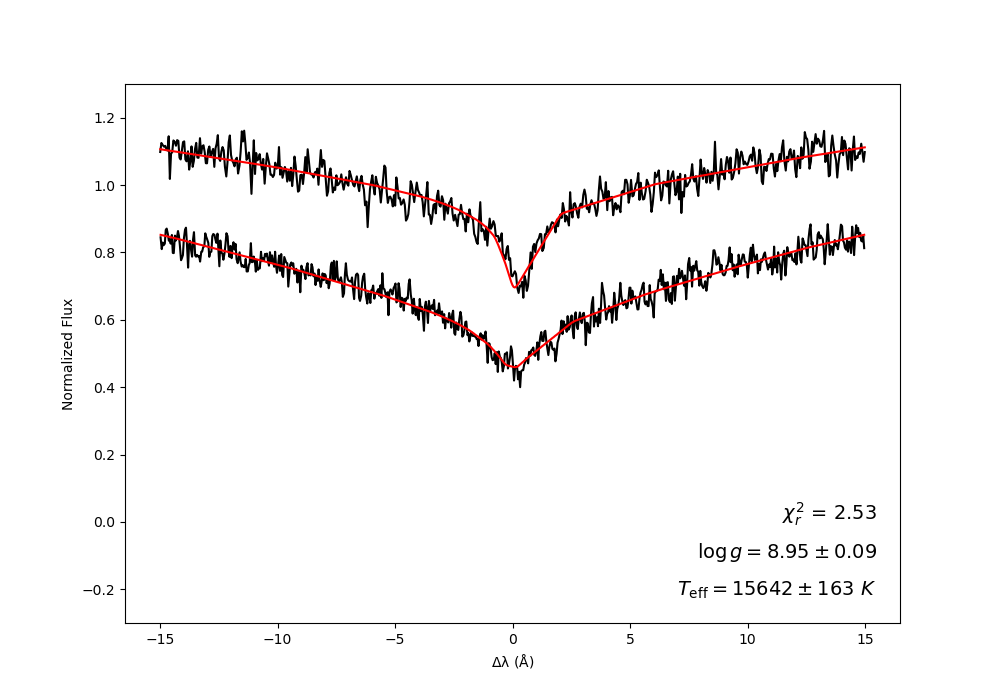 1.2
1.0
0.8
0.6
0.4
0.2
0.0
−0.2
Normalized Flux
χ²ᵣ = 2.53
log g = 8.95 ± 0.09
T_eff = 15642 ± 163 K
−15 −10 −5 0 5 10 15
Δλ (Å)